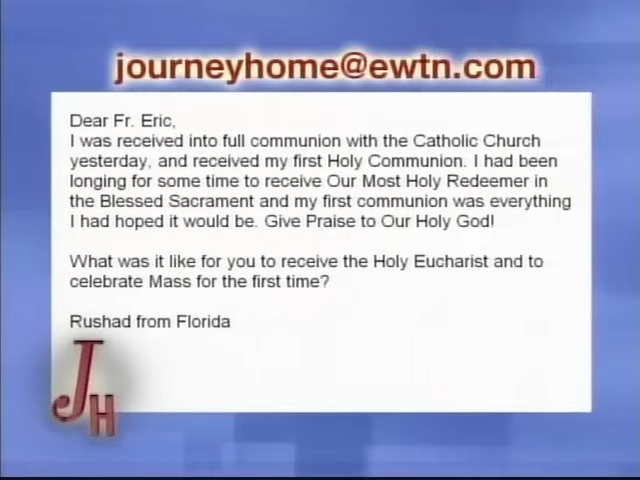 journeyhome@ewtn.com
Dear Fr. Eric,
I was received into full communion with the Catholic Church
yesterday, and received my first Holy Communion. I had been
longing for some time to receive Our Most Holy Redeemer in
the Blessed Sacrament and my first communion was everything
I had hoped it would be. Give Praise to Our Holy God!
What was it like for you to receive the Holy Eucharist and to
celebrate Mass for the first time?
Rushad from Florida
JH